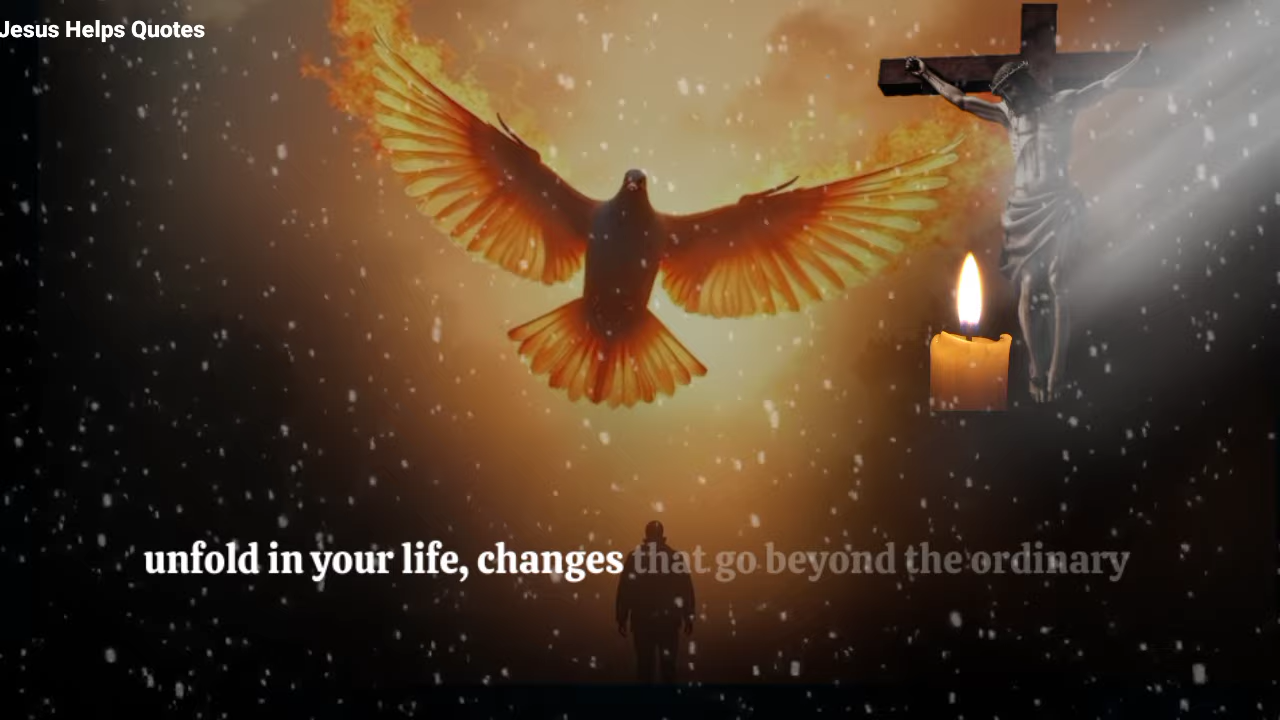 Jesus Helps Quotes
unfold in your life, changes that go beyond the ordinary